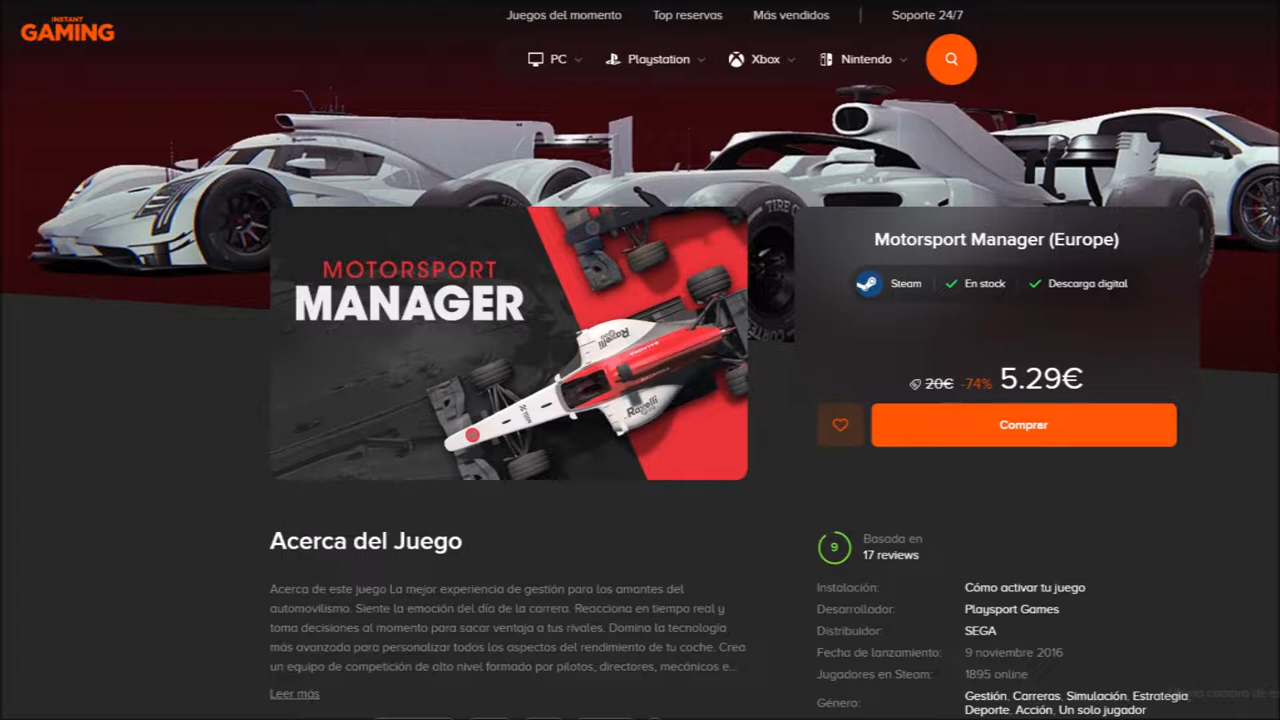 INSTANT
GAMING
Juegos del momento
Top reservas
Más vendidos
Soporte 24/7
PC
Playstation
Xbox
Nintendo
MOTORSPORT
MANAGER
Ravelli
Ravelli
Motorsport Manager (Europe)
Steam
En stock
Descarga digital
20€ -74% 5.29€
Comprar
Acerca del Juego
Acerca de este juego La mejor experiencia de gestión para los amantes del
automovilismo. Siente la emoción del día de la carrera. Reacciona en tiempo real y
toma decisiones al momento para sacar ventaja a tus rivales. Domina la tecnología
más avanzada para personalizar todos los aspectos del rendimiento de tu coche. Crea
un equipo de competición de alto nivel formado por pilotos, directores, mecánicos e...
Leer más
9
Basada en
17 reviews
Instalación: Cómo activar tu juego
Desarrollador: Playsport Games
Distribuidor: SEGA
Fecha de lanzamiento: 9 noviembre 2016
Jugadores en Steam: 1895 online
Género: Gestión, Carreras, Simulación, Estrategia,
Deporte, Acción, Un solo jugador